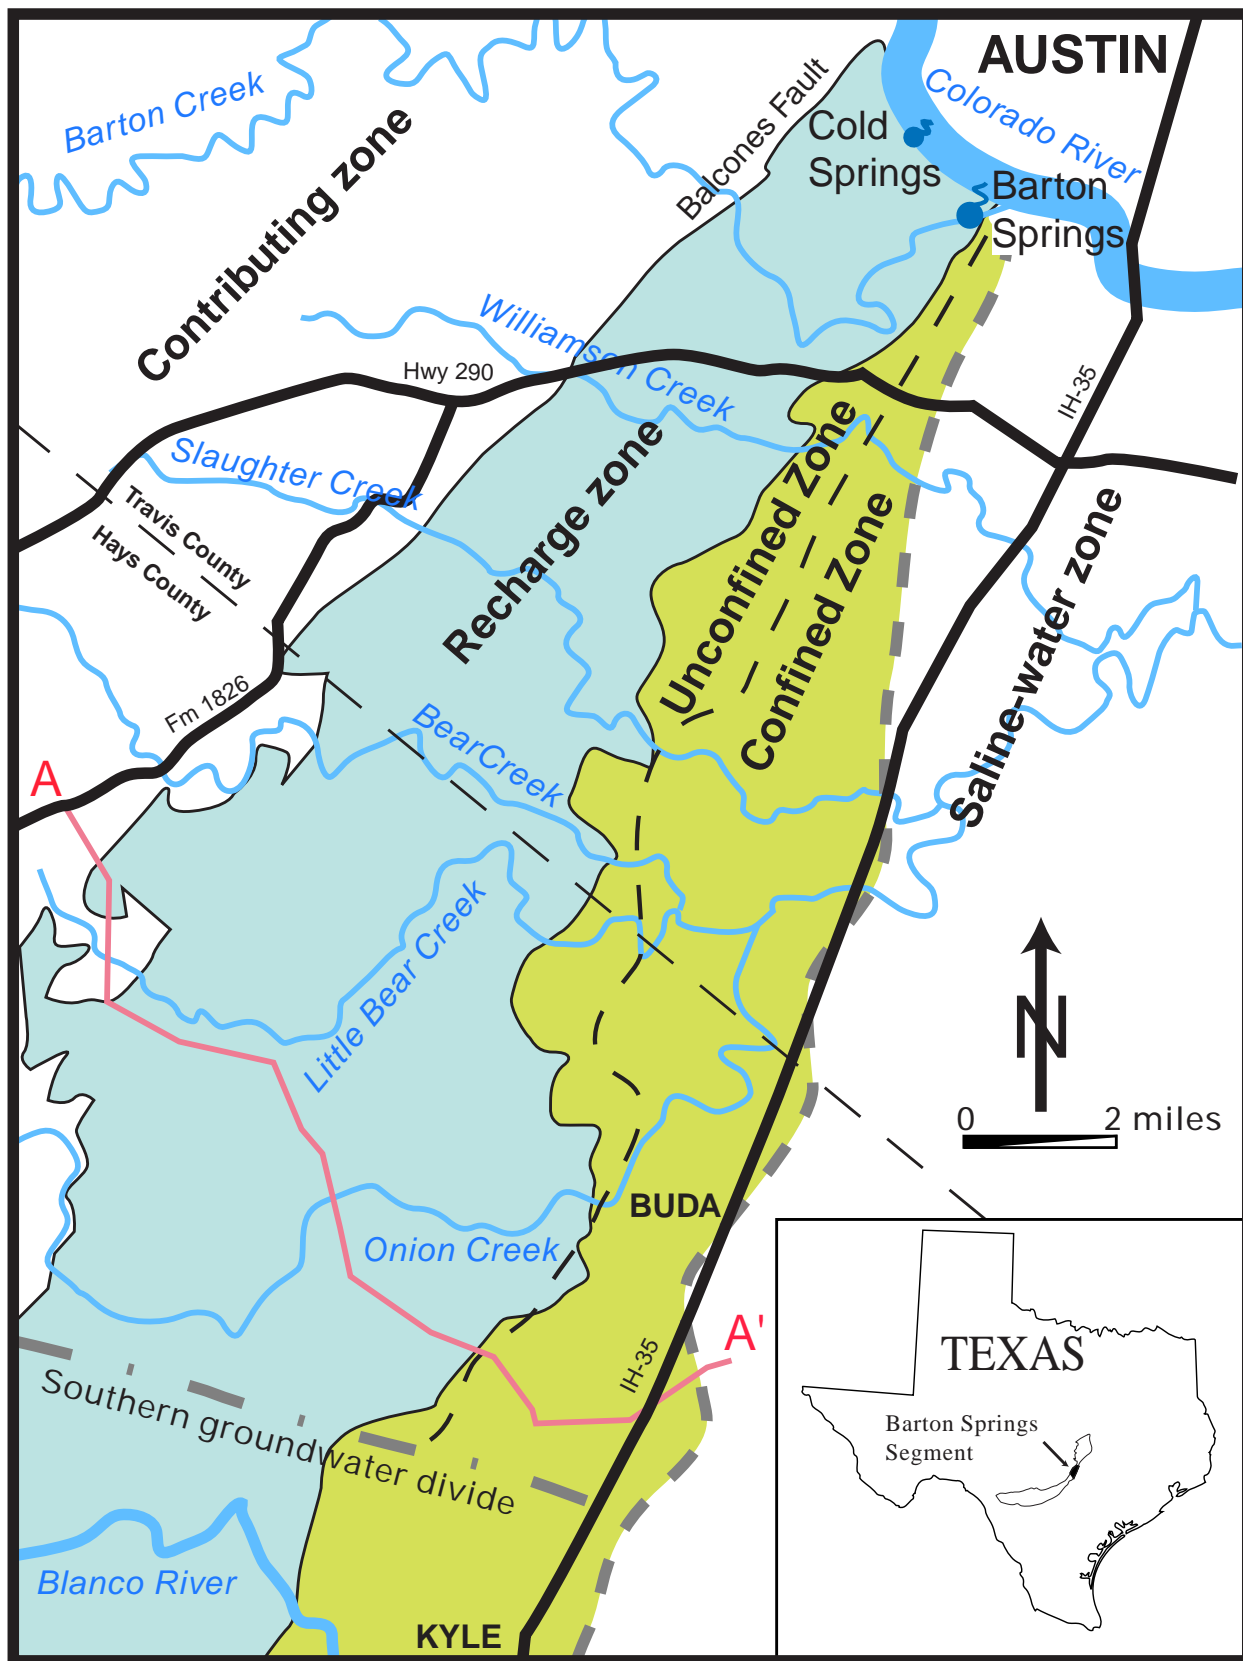 AUSTIN
Barton Creek
Colorado River
Balcones Fault
Contributing zone
Cold
Springs
Barton
Springs
Williamson Creek
Hwy 290
IH-35
Slaughter Creek
Recharge zone
Unconfined Zone
Confined Zone
Saline-water zone
Travis County
Hays County
Fm 1826
BearCreek
A
Little Bear Creek
N
0 2 miles
BUDA
Onion Creek
A'
IH-35
Southern groundwater divide
TEXAS
Barton Springs
Segment
Blanco River
KYLE